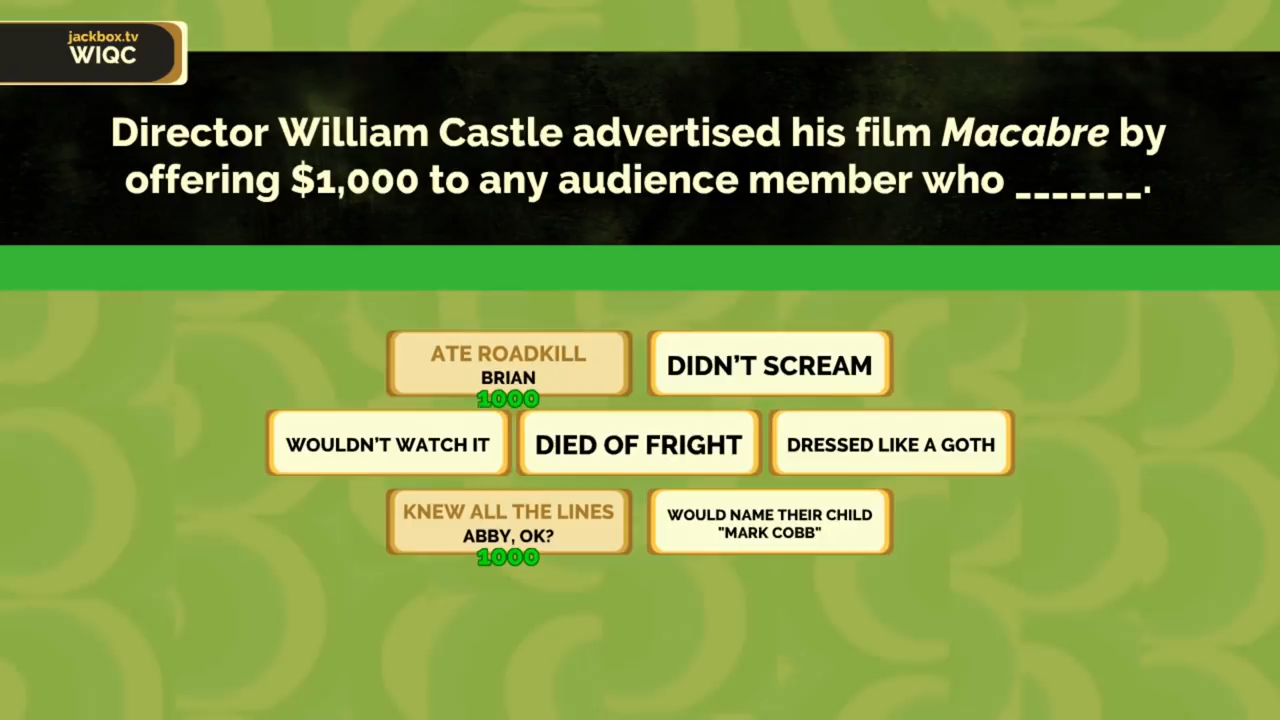 jackbox.tv
WIQC
Director William Castle advertised his film Macabre by
offering $1,000 to any audience member who _______.
ATE ROADKILL
BRIAN
1000
DIDN'T SCREAM
WOULDN'T WATCH IT
DIED OF FRIGHT
DRESSED LIKE A GOTH
KNEW ALL THE LINES
ABBY, OK?
1000
WOULD NAME THEIR CHILD
"MARK COBB"